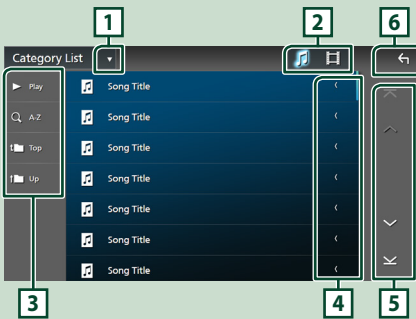 1
2
6
Category List
Play
Song Title
A-Z
Song Title
Top
Song Title
Up
Song Title
Song Title
Song Title
Song Title
3
4
5